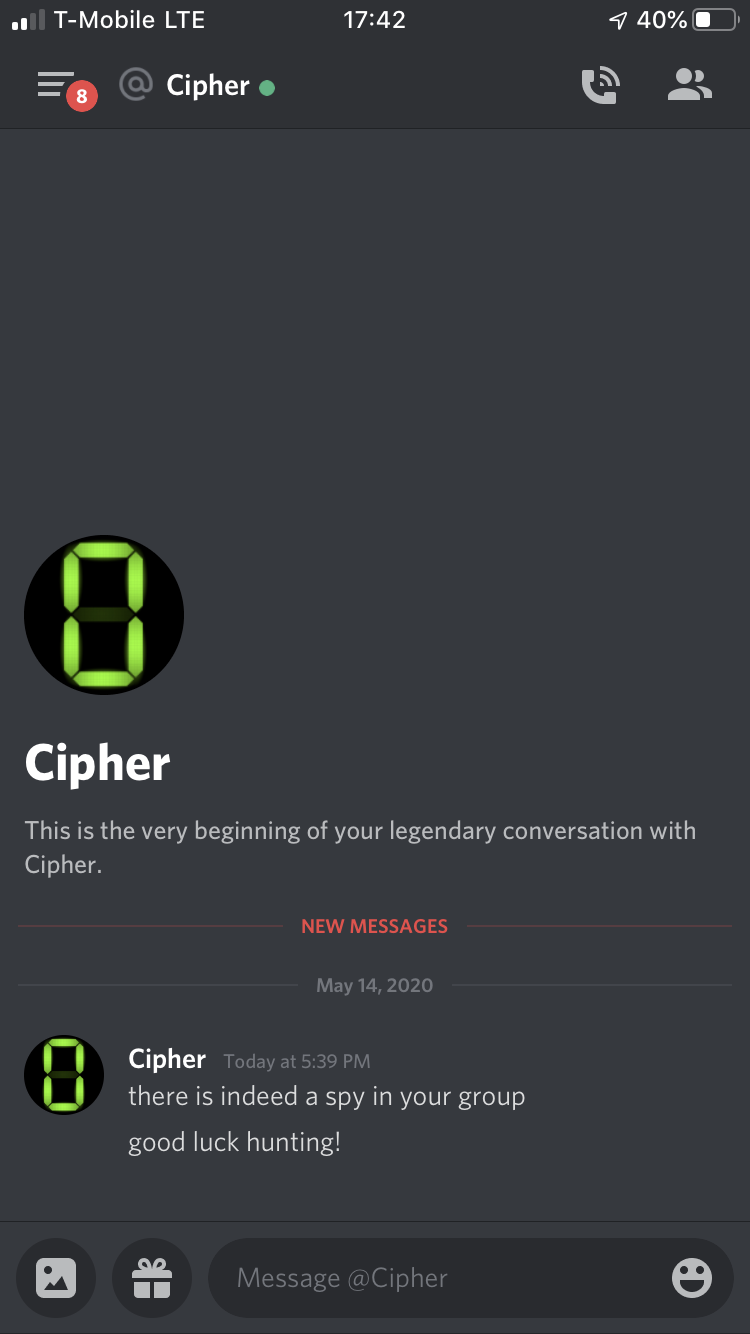 T-Mobile LTE 17:42 40%
8 Cipher
0
Cipher
This is the very beginning of your legendary conversation with
Cipher.
NEW MESSAGES
May 14, 2020
0
Cipher Today at 5:39 PM
there is indeed a spy in your group
good luck hunting!
Message @Cipher